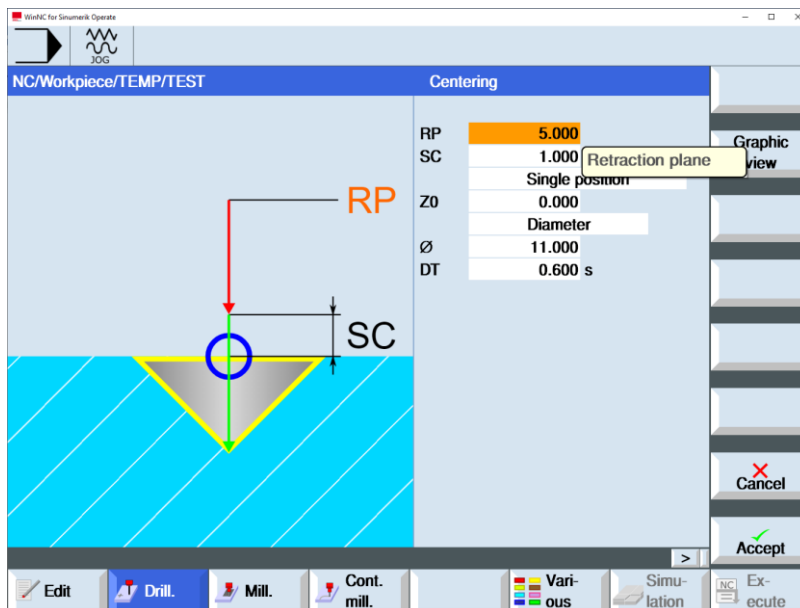 WinNC for Sinumerik Operate
JOG
NC/Workpiece/TEMP/TEST
Centering
RP 5.000
SC 1.000
Retraction plane
Single position
Z0 0.000
Diameter
Ø 11.000
DT 0.600 s
RP
SC
Graphic
view
Cancel
Accept
>
Edit
Drill.
Mill.
Cont.
mill.
Vari-
ous
Simu-
lation
NC
Ex-
ecute